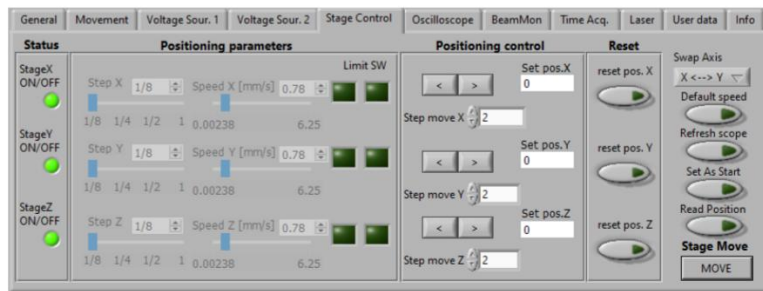 General Movement Voltage Sour. 1 Voltage Sour. 2 Stage Control Oscilloscope BeamMon Time Acq. Laser User data Info
Status Positioning parameters Positioning control Reset
Swap Axis
X <--> Y
Limit SW
StageX
ON/OFF
Step X 1/8 Speed X [mm/s] 0.78
1/8 1/4 1/2 1 0.00238 6.25
< >
Set pos.X
0
Step move X 2
reset pos. X
Default speed
StageY
ON/OFF
Step Y 1/8 Speed Y [mm/s] 0.78
1/8 1/4 1/2 1 0.00238 6.25
< >
Set pos.Y
0
Step move Y 2
reset pos. Y
Refresh scope
Set As Start
StageZ
ON/OFF
Step Z 1/8 Speed Z [mm/s] 0.78
1/8 1/4 1/2 1 0.00238 6.25
< >
Set pos.Z
0
Step move Z 2
reset pos. Z
Read Position
Stage Move
MOVE